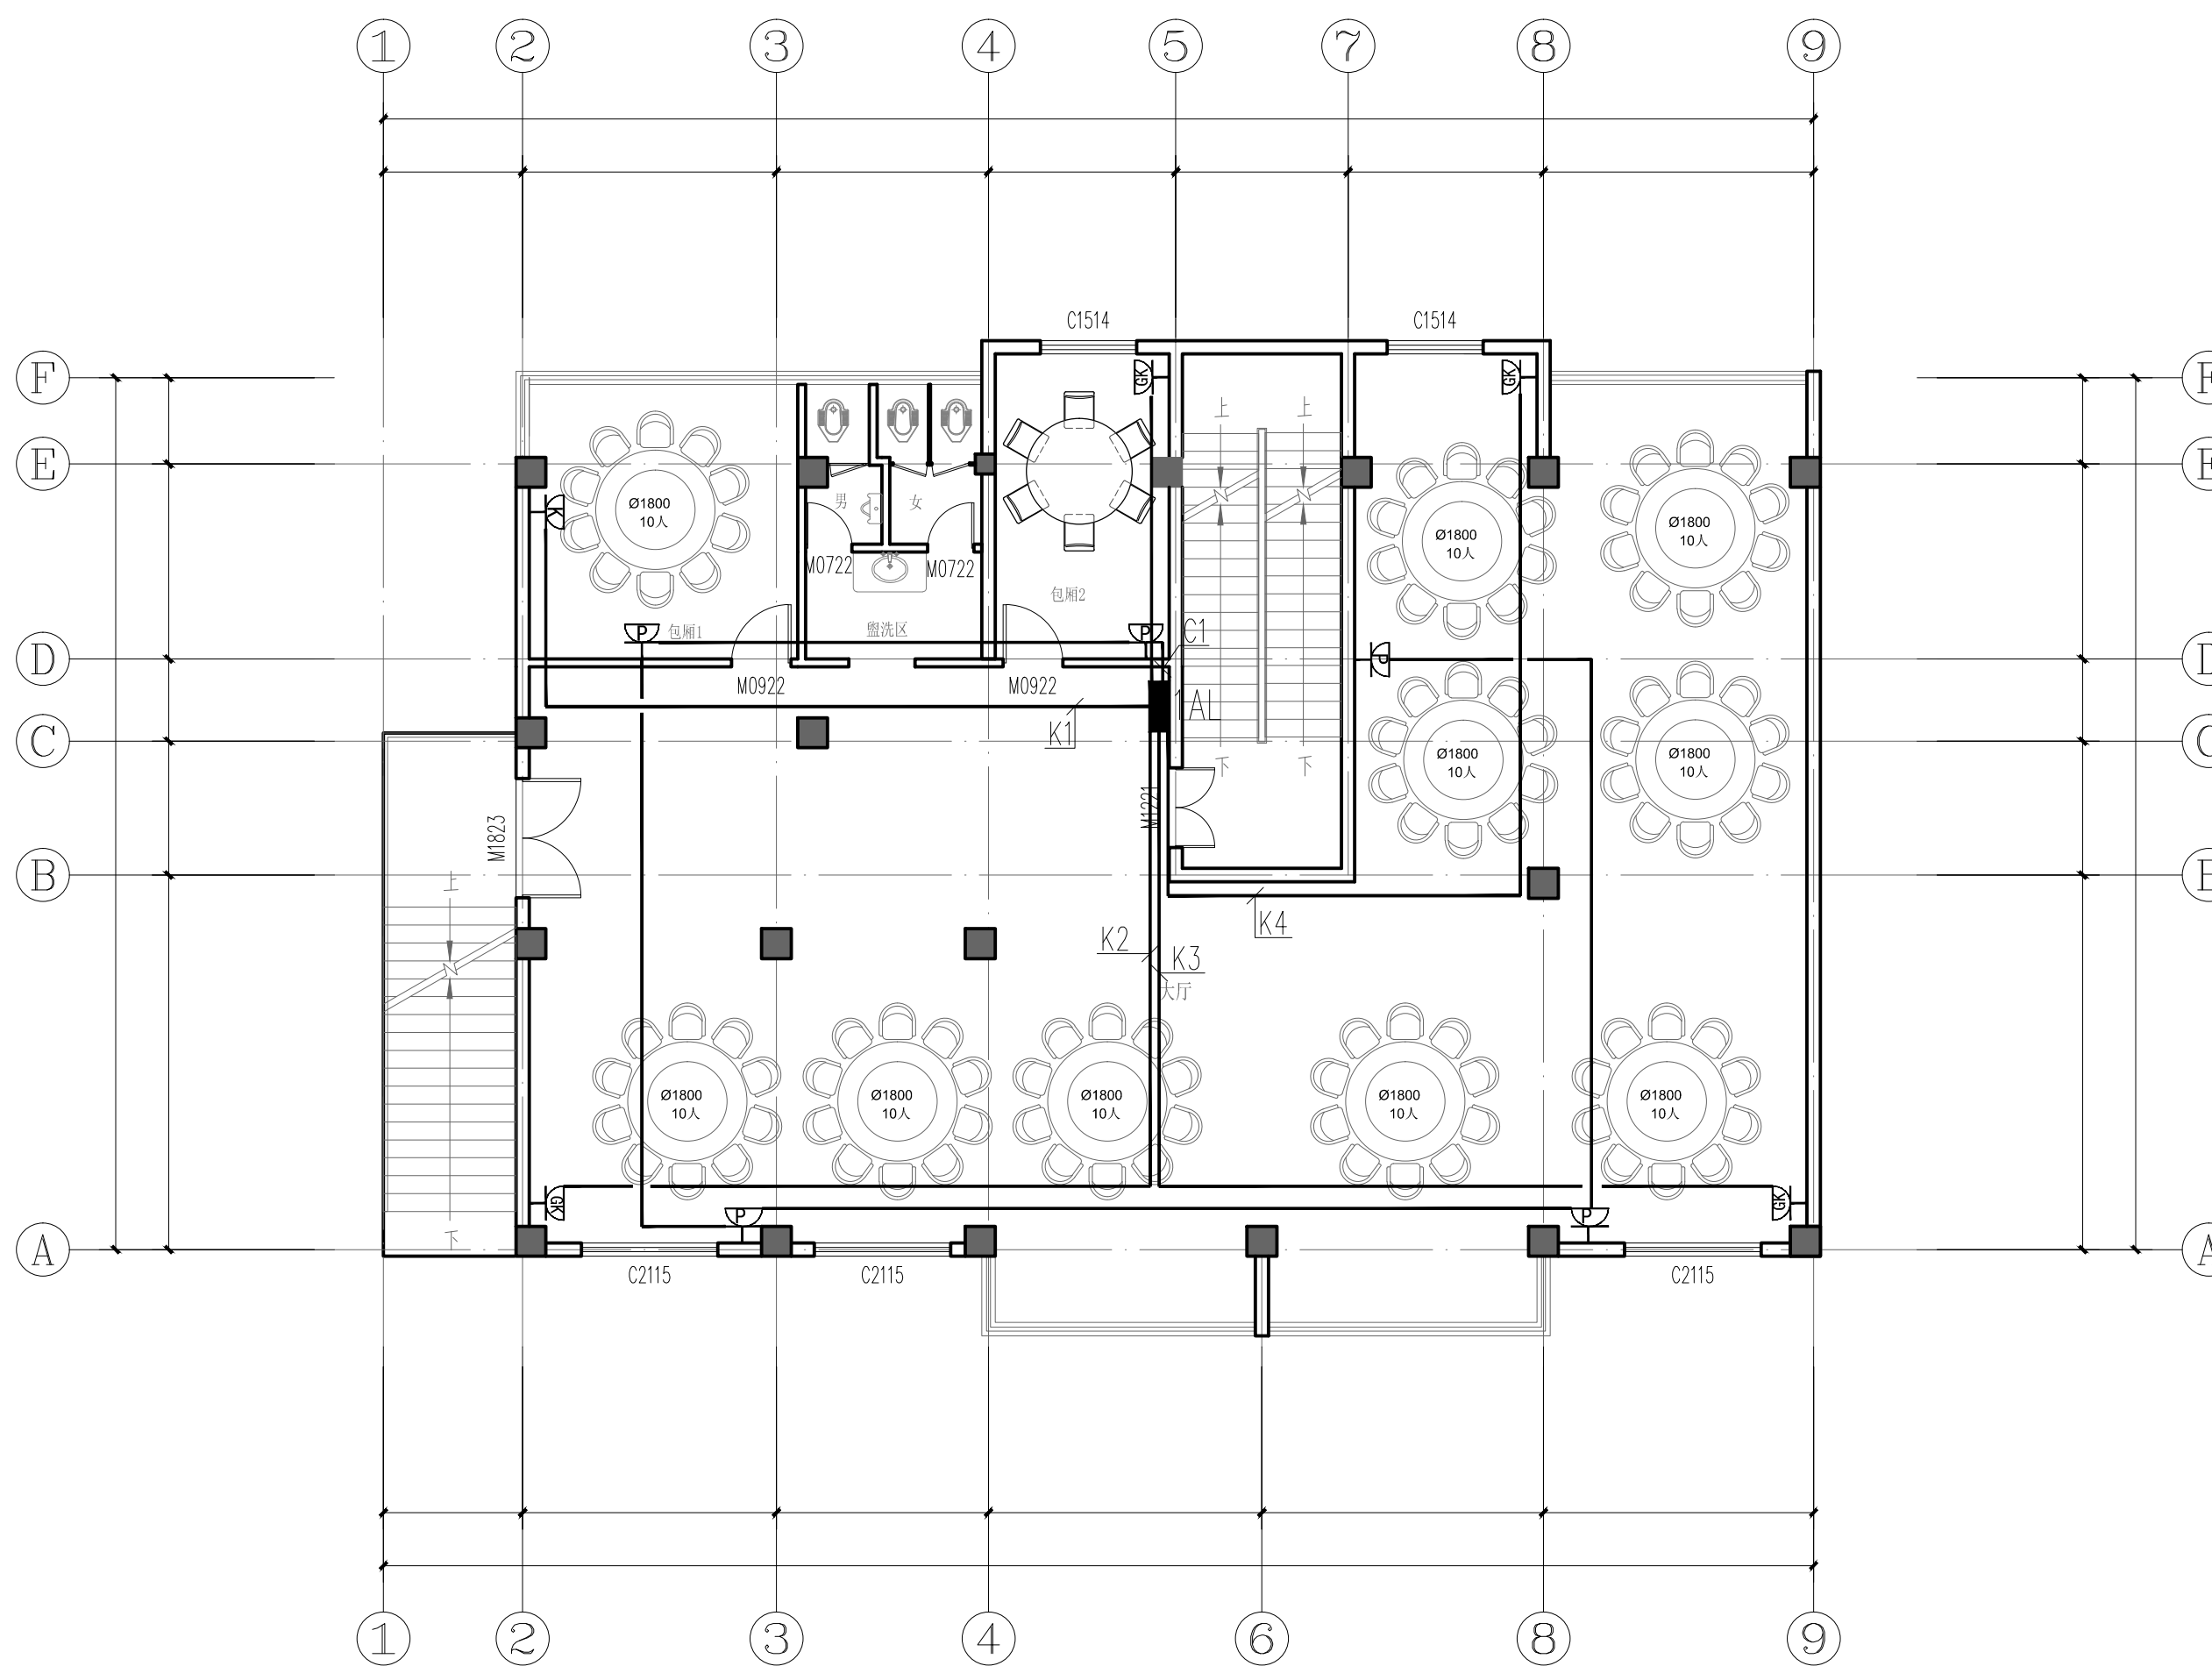 1 2 3 4 5 7 8 9
C1514 C1514
F F
GK GK
上 上
E E
Ø1800
10人
K
男 女
Ø1800
10人
Ø1800
10人
M0722 M0722
包厢2
包厢1 盥洗区
P P C1
D P D
M0922 M0922
1AL
K1
C C
Ø1800
10人
Ø1800
10人
下 下
M1221
M1823
B B
上
K4
K2
K3
大厅
Ø1800
10人
Ø1800
10人
Ø1800
10人
Ø1800
10人
Ø1800
10人
GK GK
P P
下
A A
C2115 C2115 C2115
1 2 3 4 6 8 9